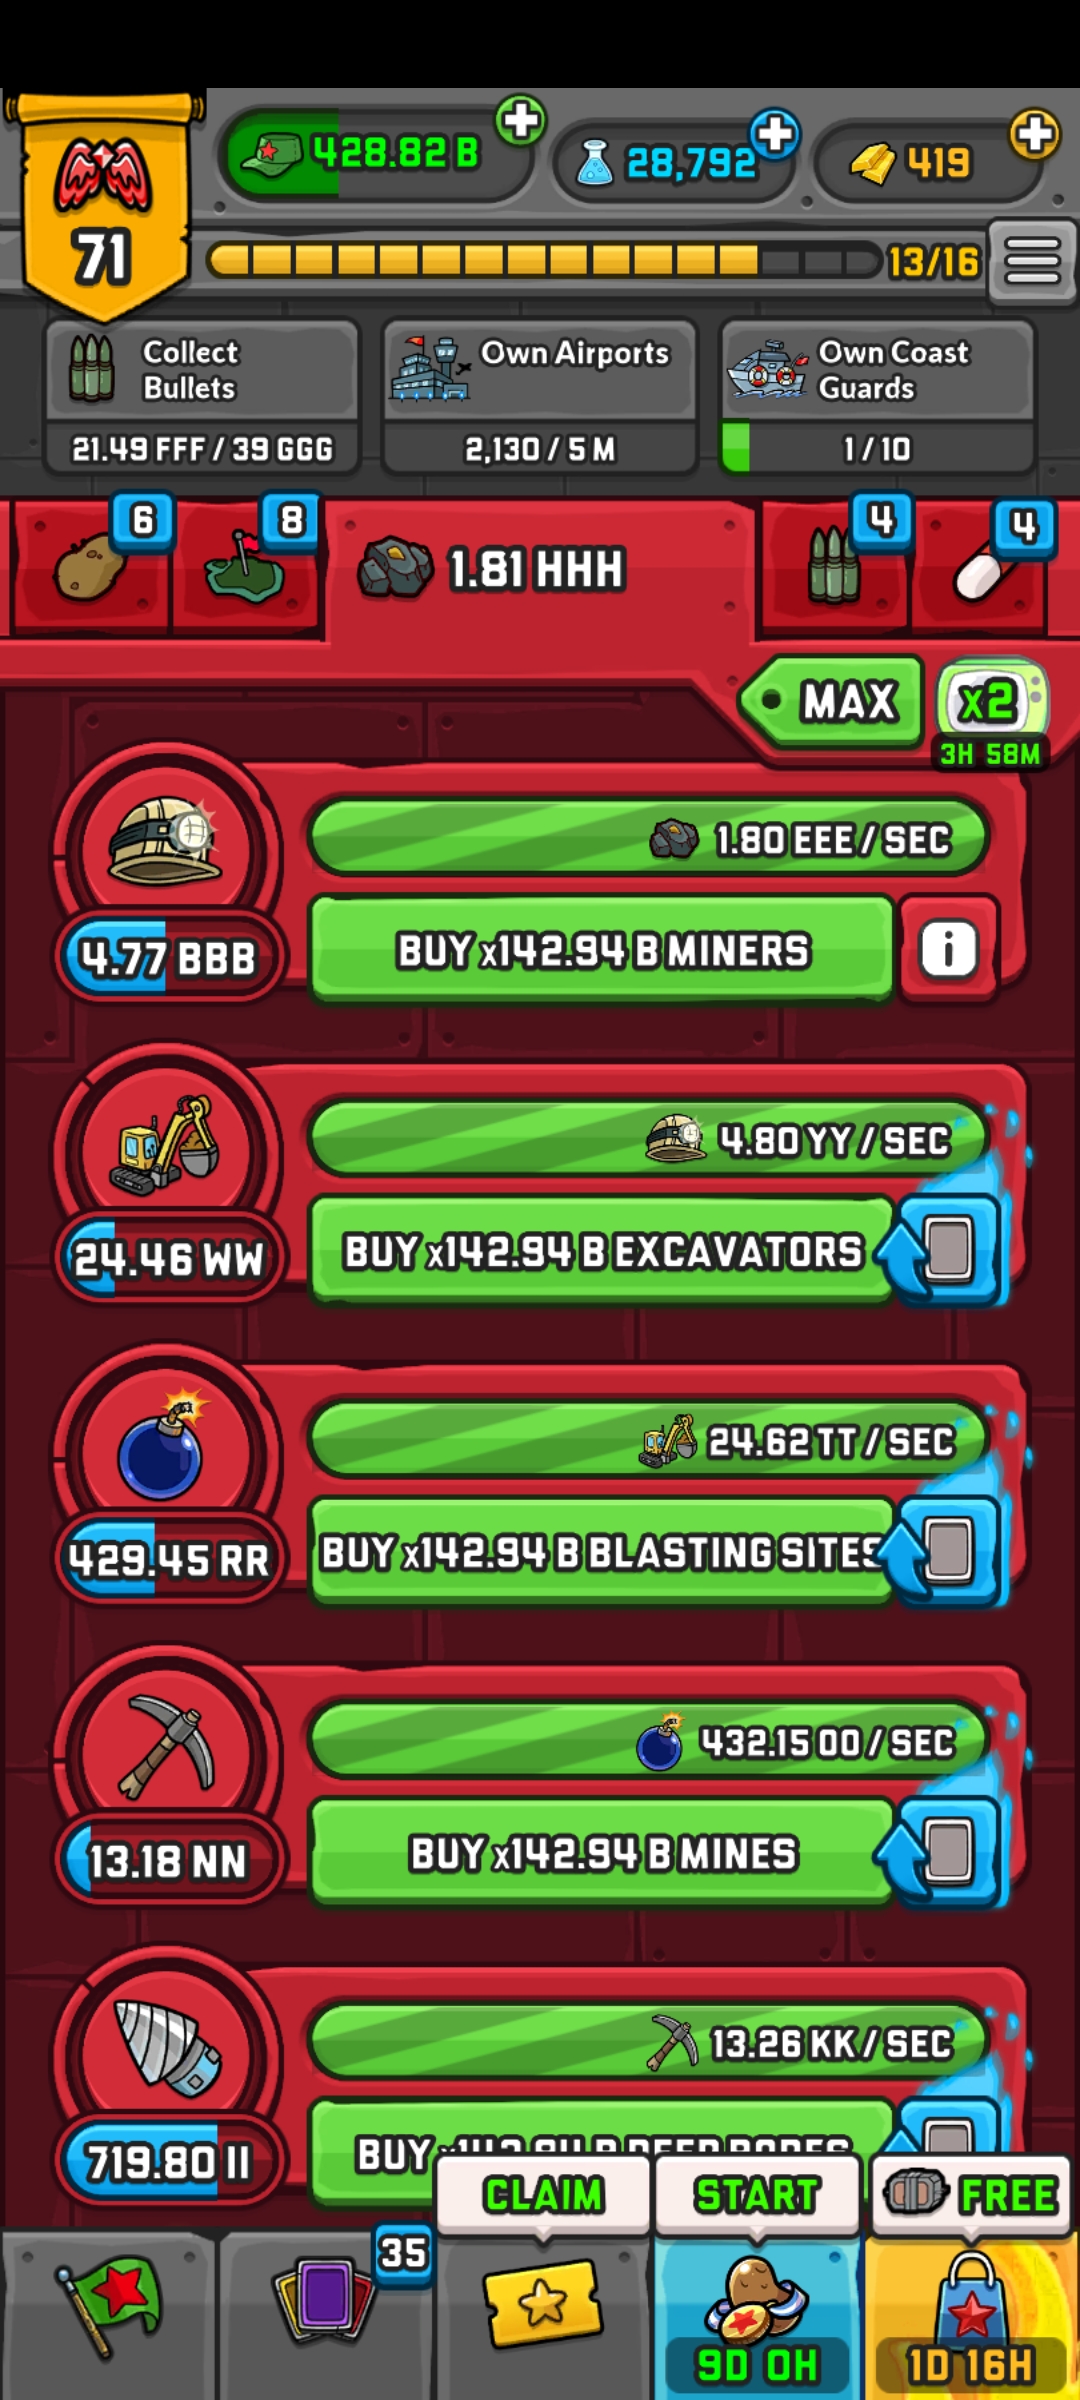 428.82 B
28,792
419
71
13/16
Collect
Bullets
21.49 FFF / 39 GGG
Own Airports
2,130 / 5 M
Own Coast
Guards
1 / 10
6
8
1.81 HHH
4
4
MAX
x2
3H 58M
1.80 EEE / SEC
4.77 BBB
BUY x142.94 B MINERS
i
4.80 YY / SEC
24.46 WW
BUY x142.94 B EXCAVATORS
24.62 TT / SEC
429.45 RR
BUY x142.94 B BLASTING SITES
432.15 OO / SEC
13.18 NN
BUY x142.94 B MINES
13.26 KK / SEC
719.80 II
BUY x142.94 B DEEP BORES
CLAIM
START
FREE
35
9D 0H
1D 16H